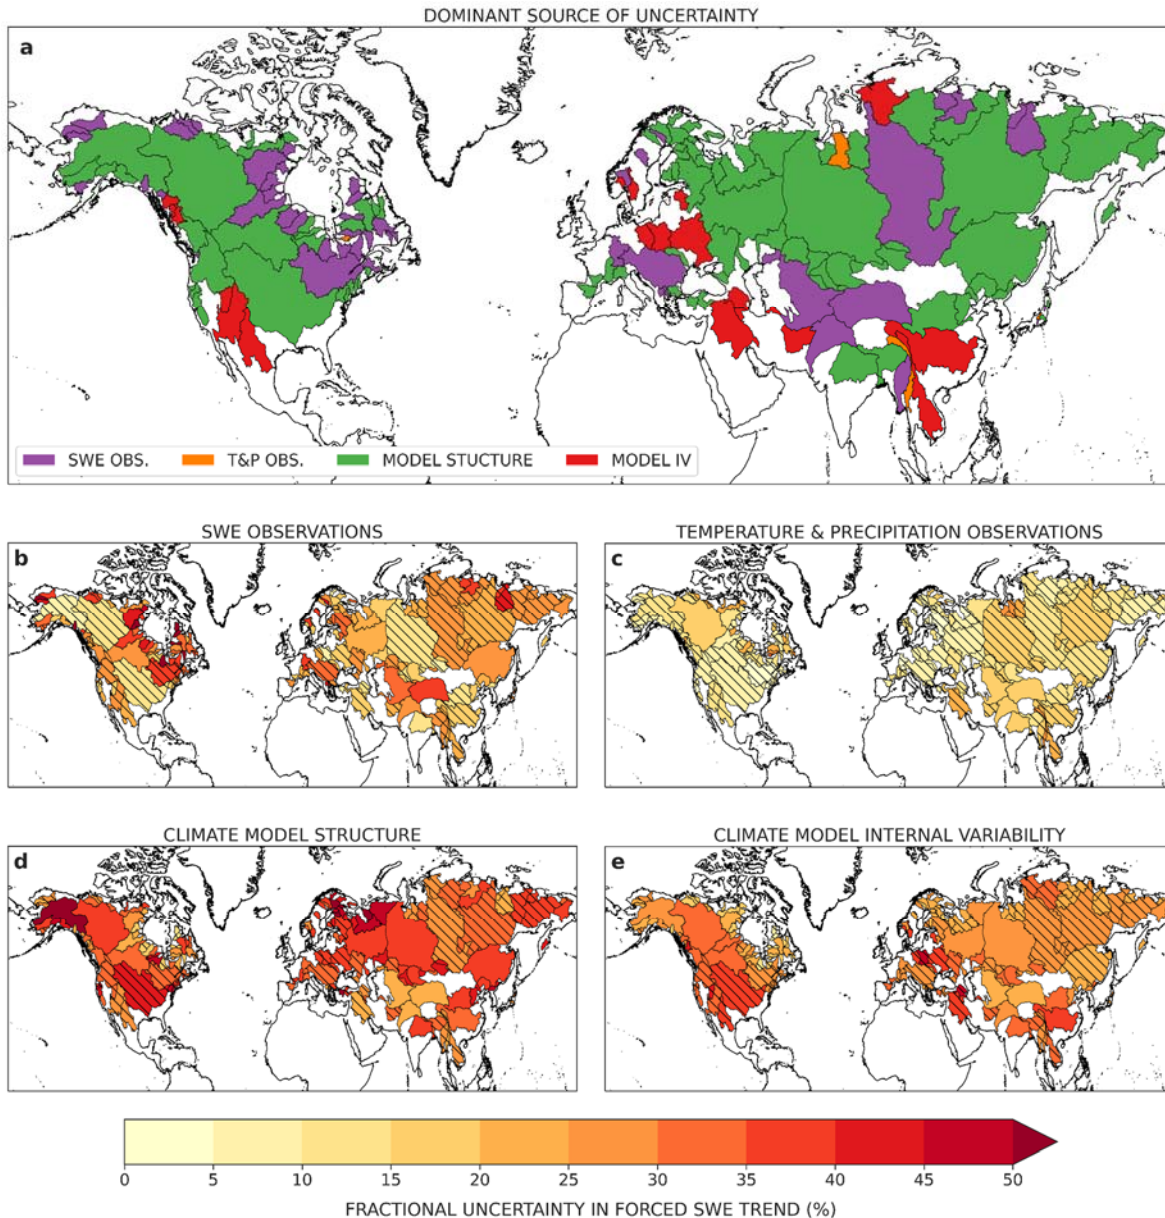 DOMINANT SOURCE OF UNCERTAINTY
a
SWE OBS. T&P OBS. MODEL STUCTURE MODEL IV
SWE OBSERVATIONS
b
TEMPERATURE & PRECIPITATION OBSERVATIONS
c
CLIMATE MODEL STRUCTURE
d
CLIMATE MODEL INTERNAL VARIABILITY
e
0 5 10 15 20 25 30 35 40 45 50
FRACTIONAL UNCERTAINTY IN FORCED SWE TREND (%)